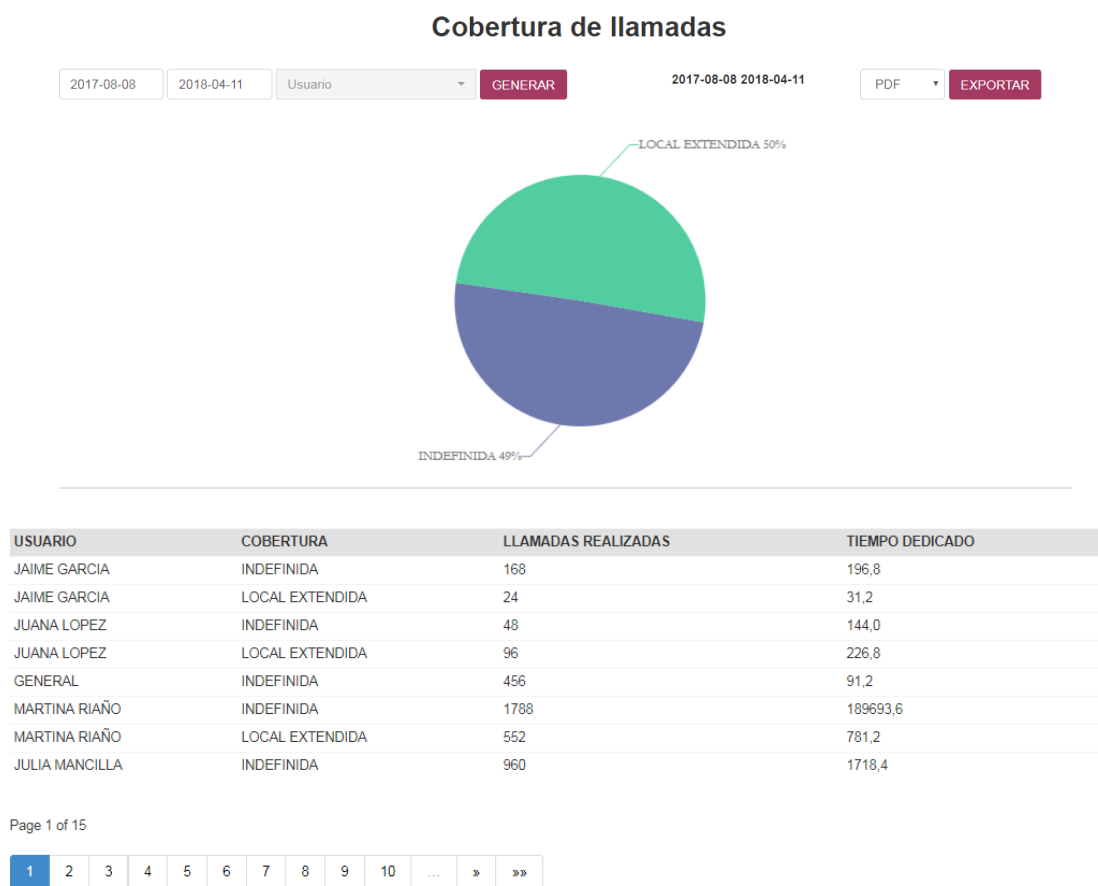 Cobertura de llamadas
2017-08-08 2018-04-11 Usuario GENERAR 2017-08-08 2018-04-11 PDF EXPORTAR
LOCAL EXTENDIDA 50%
INDEFINIDA 49%
USUARIO COBERTURA LLAMADAS REALIZADAS TIEMPO DEDICADO
JAIME GARCIA INDEFINIDA 168 196,8
JAIME GARCIA LOCAL EXTENDIDA 24 31,2
JUANA LOPEZ INDEFINIDA 48 144,0
JUANA LOPEZ LOCAL EXTENDIDA 96 226,8
GENERAL INDEFINIDA 456 91,2
MARTINA RIAÑO INDEFINIDA 1788 189693,6
MARTINA RIAÑO LOCAL EXTENDIDA 552 781,2
JULIA MANCILLA INDEFINIDA 960 1718,4
Page 1 of 15
1 2 3 4 5 6 7 8 9 10 ... » »»